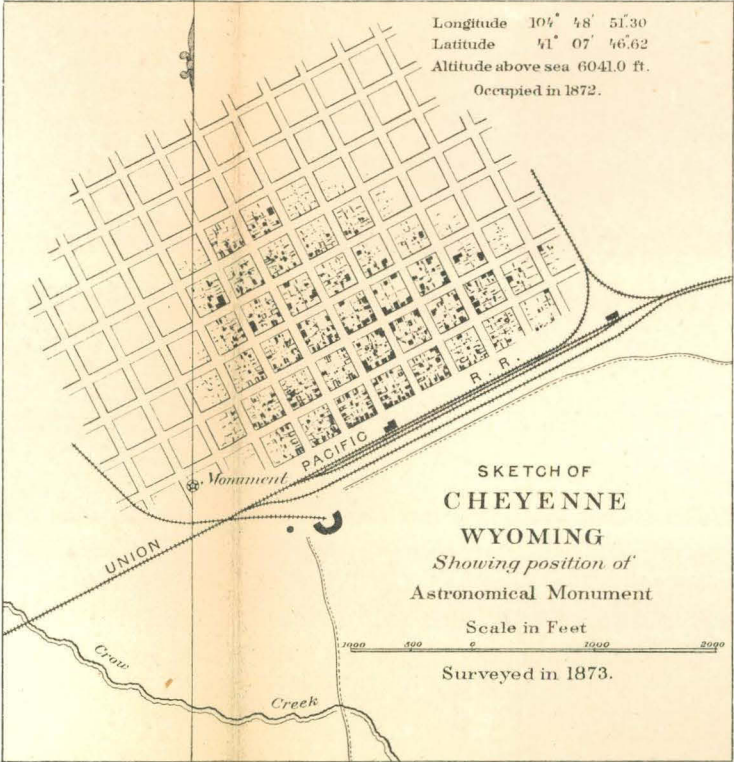 Longitude 104° 48' 51".30
Latitude 41° 07' 46".62
Altitude above sea 6041.0 ft.
Occupied in 1872.
Monument
UNION PACIFIC R. R.
SKETCH OF
CHEYENNE
WYOMING
Showing position of
Astronomical Monument
Scale in Feet
1000 500 0 1000 2000
Surveyed in 1873.
Crow Creek